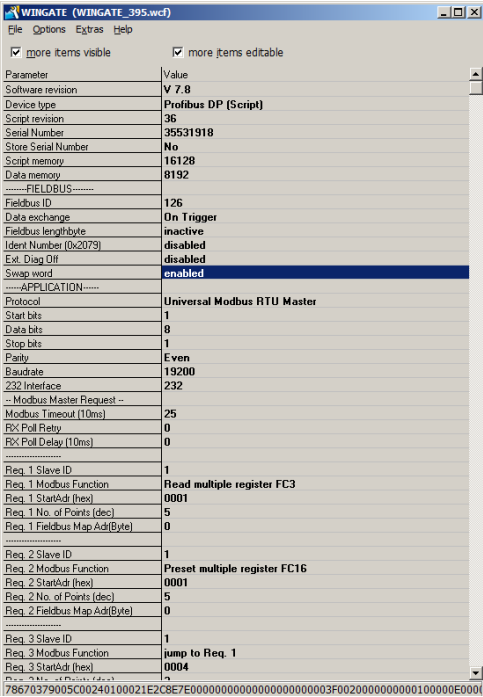 WINGATE (WINGATE_395.wcf)
File Options Extras Help
more items visible more items editable
Parameter Value
Software revision V 7.8
Device type Profibus DP (Script)
Script revision 36
Serial Number 35531918
Store Serial Number No
Script memory 16128
Data memory 8192
--------FIELDBUS--------
Fieldbus ID 126
Data exchange On Trigger
Fieldbus lengthbyte inactive
Ident Number (0x2079) disabled
Ext. Diag Off disabled
Swap word enabled
------APPLICATION------
Protocol Universal Modbus RTU Master
Start bits 1
Data bits 8
Stop bits 1
Parity Even
Baudrate 19200
232 Interface 232
-- Modbus Master Request --
Modbus Timeout (10ms) 25
RX Poll Retry 0
RX Poll Delay (10ms) 0
---------------------
Req. 1 Slave ID 1
Req. 1 Modbus Function Read multiple register FC3
Req. 1 StartAdr (hex) 0001
Req. 1 No. of Points (dec) 5
Req. 1 Fieldbus Map Adr(Byte) 0
---------------------
Req. 2 Slave ID 1
Req. 2 Modbus Function Preset multiple register FC16
Req. 2 StartAdr (hex) 0001
Req. 2 No. of Points (dec) 5
Req. 2 Fieldbus Map Adr(Byte) 0
---------------------
Req. 3 Slave ID 1
Req. 3 Modbus Function jump to Req. 1
Req. 3 StartAdr (hex) 0004